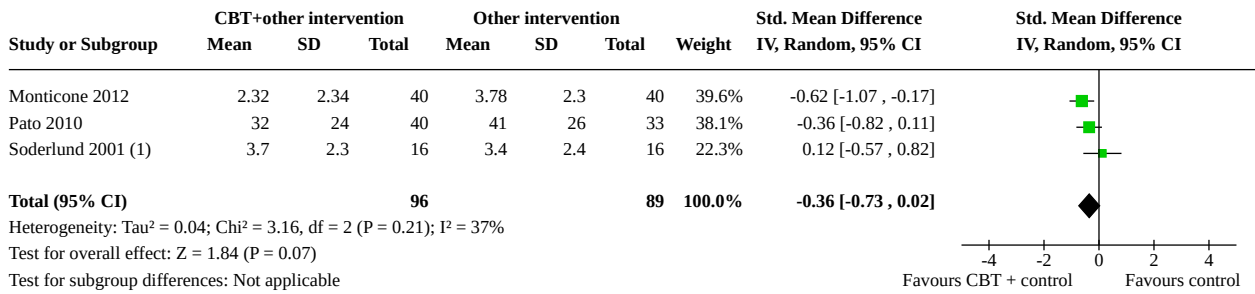 CBT+other intervention Other intervention Std. Mean Difference Std. Mean Difference
Study or Subgroup Mean SD Total Mean SD Total Weight IV, Random, 95% CI IV, Random, 95% CI
Monticone 2012 2.32 2.34 40 3.78 2.3 40 39.6% -0.62 [-1.07 , -0.17]
Pato 2010 32 24 40 41 26 33 38.1% -0.36 [-0.82 , 0.11]
Soderlund 2001 (1) 3.7 2.3 16 3.4 2.4 16 22.3% 0.12 [-0.57 , 0.82]
Total (95% CI) 96 89 100.0% -0.36 [-0.73 , 0.02]
Heterogeneity: Tau² = 0.04; Chi² = 3.16, df = 2 (P = 0.21); I² = 37%
Test for overall effect: Z = 1.84 (P = 0.07)
-4 -2 0 2 4
Test for subgroup differences: Not applicable
Favours CBT + control Favours control